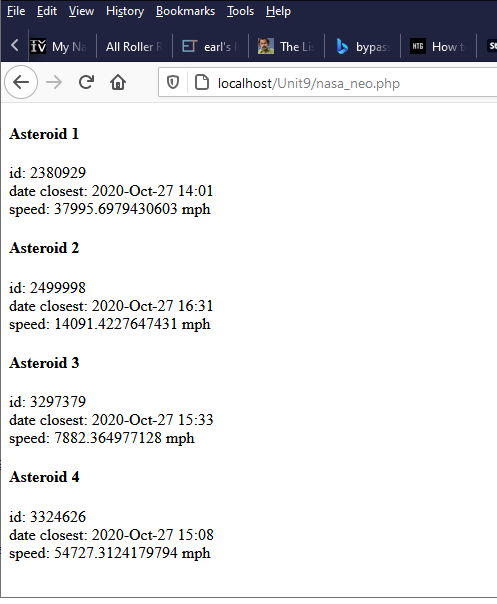 File Edit View History Bookmarks Tools Help
My Na All Roller R earl's The Li bypas How t
localhost/Unit9/nasa_neo.php
Asteroid 1
id: 2380929
date closest: 2020-Oct-27 14:01
speed: 37995.6979430603 mph
Asteroid 2
id: 2499998
date closest: 2020-Oct-27 16:31
speed: 14091.4227647431 mph
Asteroid 3
id: 3297379
date closest: 2020-Oct-27 15:33
speed: 7882.364977128 mph
Asteroid 4
id: 3324626
date closest: 2020-Oct-27 15:08
speed: 54727.3124179794 mph